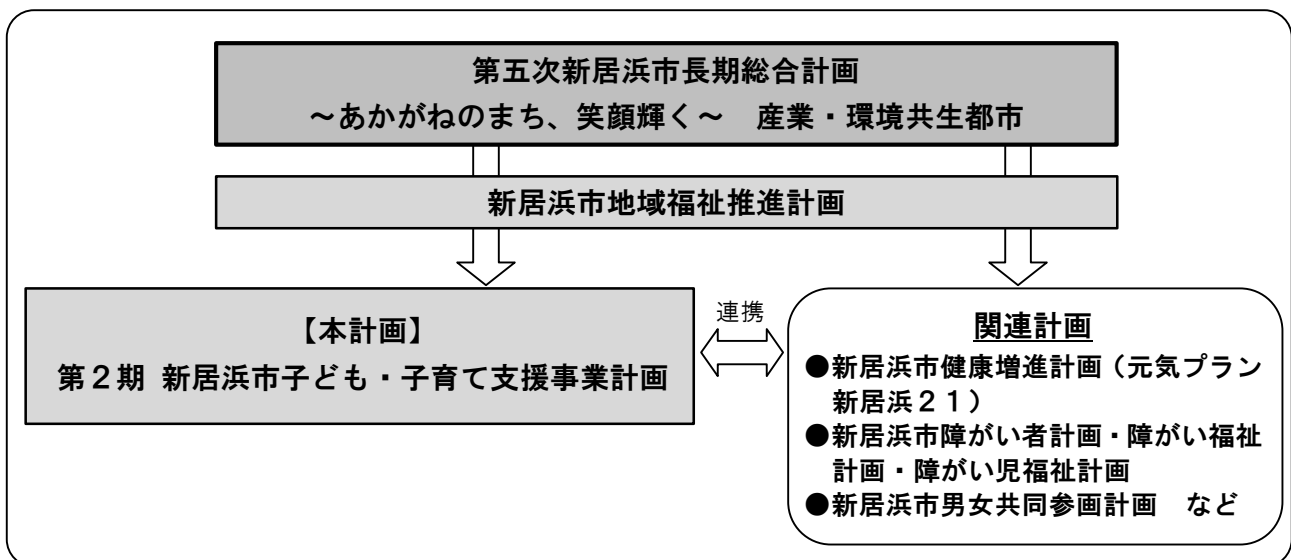 第五次新居浜市長期総合計画
～あかがねのまち、笑顔輝く～　産業・環境共生都市
新居浜市地域福祉推進計画
【本計画】
第２期 新居浜市子ども・子育て支援事業計画
連携
関連計画
●新居浜市健康増進計画（元気プラン
新居浜２１）
●新居浜市障がい者計画・障がい福祉
計画・障がい児福祉計画
●新居浜市男女共同参画計画　など